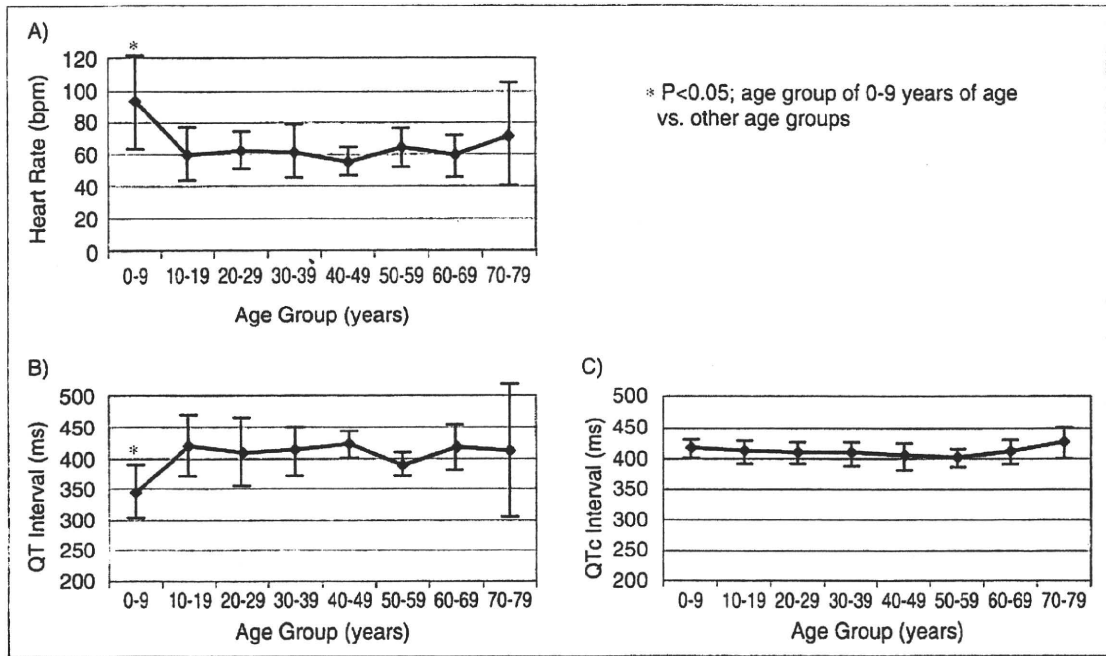 A)
*
120
100
80
60
40
20
0
Heart Rate (bpm)
0-9 10-19 20-29 30-39 40-49 50-59 60-69 70-79
Age Group (years)
* P<0.05; age group of 0-9 years of age
vs. other age groups
B)
*
500
450
400
350
300
250
200
QT Interval (ms)
0-9 10-19 20-29 30-39 40-49 50-59 60-69 70-79
Age Group (years)
C)
500
450
400
350
300
250
200
QTc Interval (ms)
0-9 10-19 20-29 30-39 40-49 50-59 60-69 70-79
Age Group (years)